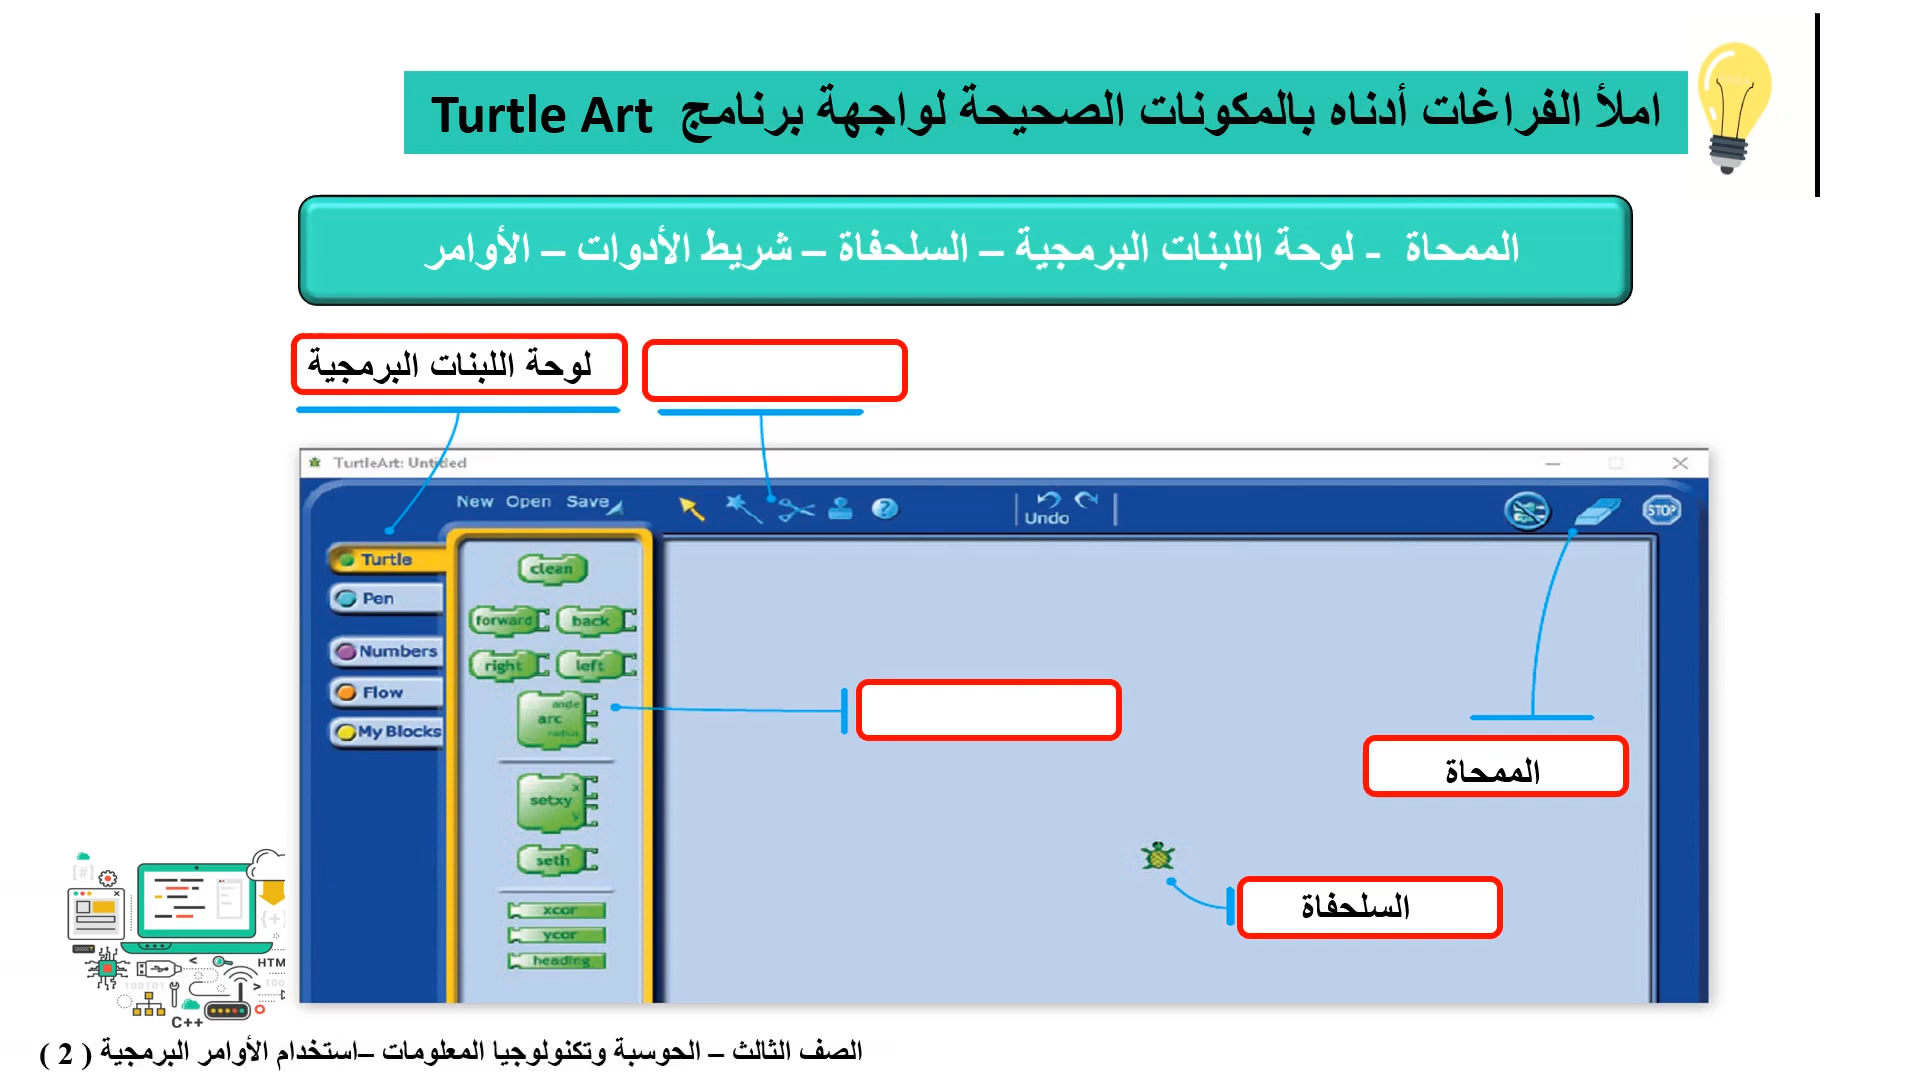 املأ الفراغات أدناه بالمكونات الصحيحة لواجهة برنامج Turtle Art
الممحاة - لوحة اللبنات البرمجية – السلحفاة – شريط الأدوات – الأوامر
لوحة اللبنات البرمجية
TurtleArt: Untitled
New Open Save
Undo
STOP
Turtle
Pen
Numbers
Flow
My Blocks
clean
forward back
right left
arc
radius
x
setxy
y
seth
xcor
ycor
heading
الممحاة
السلحفاة
HTM
C++
الصف الثالث – الحوسبة وتكنولوجيا المعلومات –استخدام الأوامر البرمجية ( 2 )